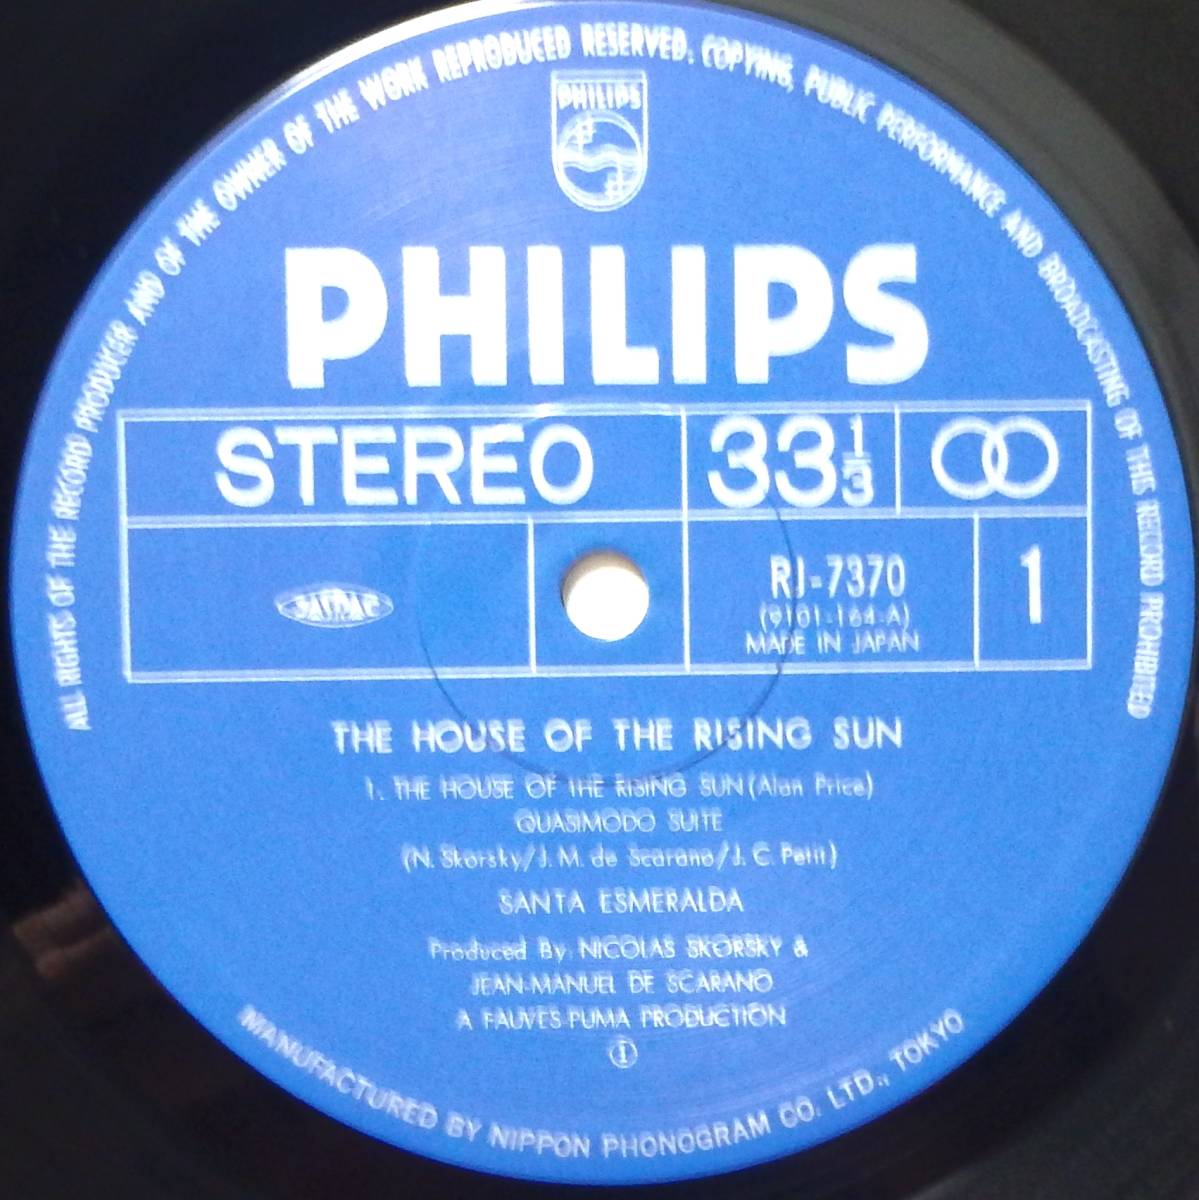 ALL RIGHTS OF THE RECORD PRODUCER AND OF THE OWNER OF THE WORK REPRODUCED RESERVED. COPYING, PUBLIC PERFORMANCE AND BROADCASTING OF THIS RECORD PROHIBITED
PHILIPS
PHILIPS
STEREO 33 1/3
JASRAC
RJ-7370
(9101-164-A)
MADE IN JAPAN
1
THE HOUSE OF THE RISING SUN
1. THE HOUSE OF THE RISING SUN (Alan Price)
QUASIMODO SUITE
(N. Skorsky/J. M. de Scarano/J. C. Petit)
SANTA ESMERALDA
Produced By: NICOLAS SKORSKY &
JEAN-MANUEL DE SCARANO
A FAUVES-PUMA PRODUCTION
MANUFACTURED BY NIPPON PHONOGRAM CO. LTD., TOKYO